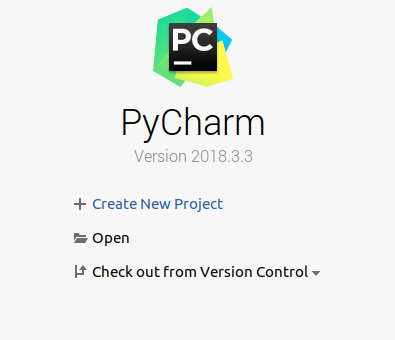 PC
PyCharm
Version 2018.3.3
Create New Project
Open
Check out from Version Control